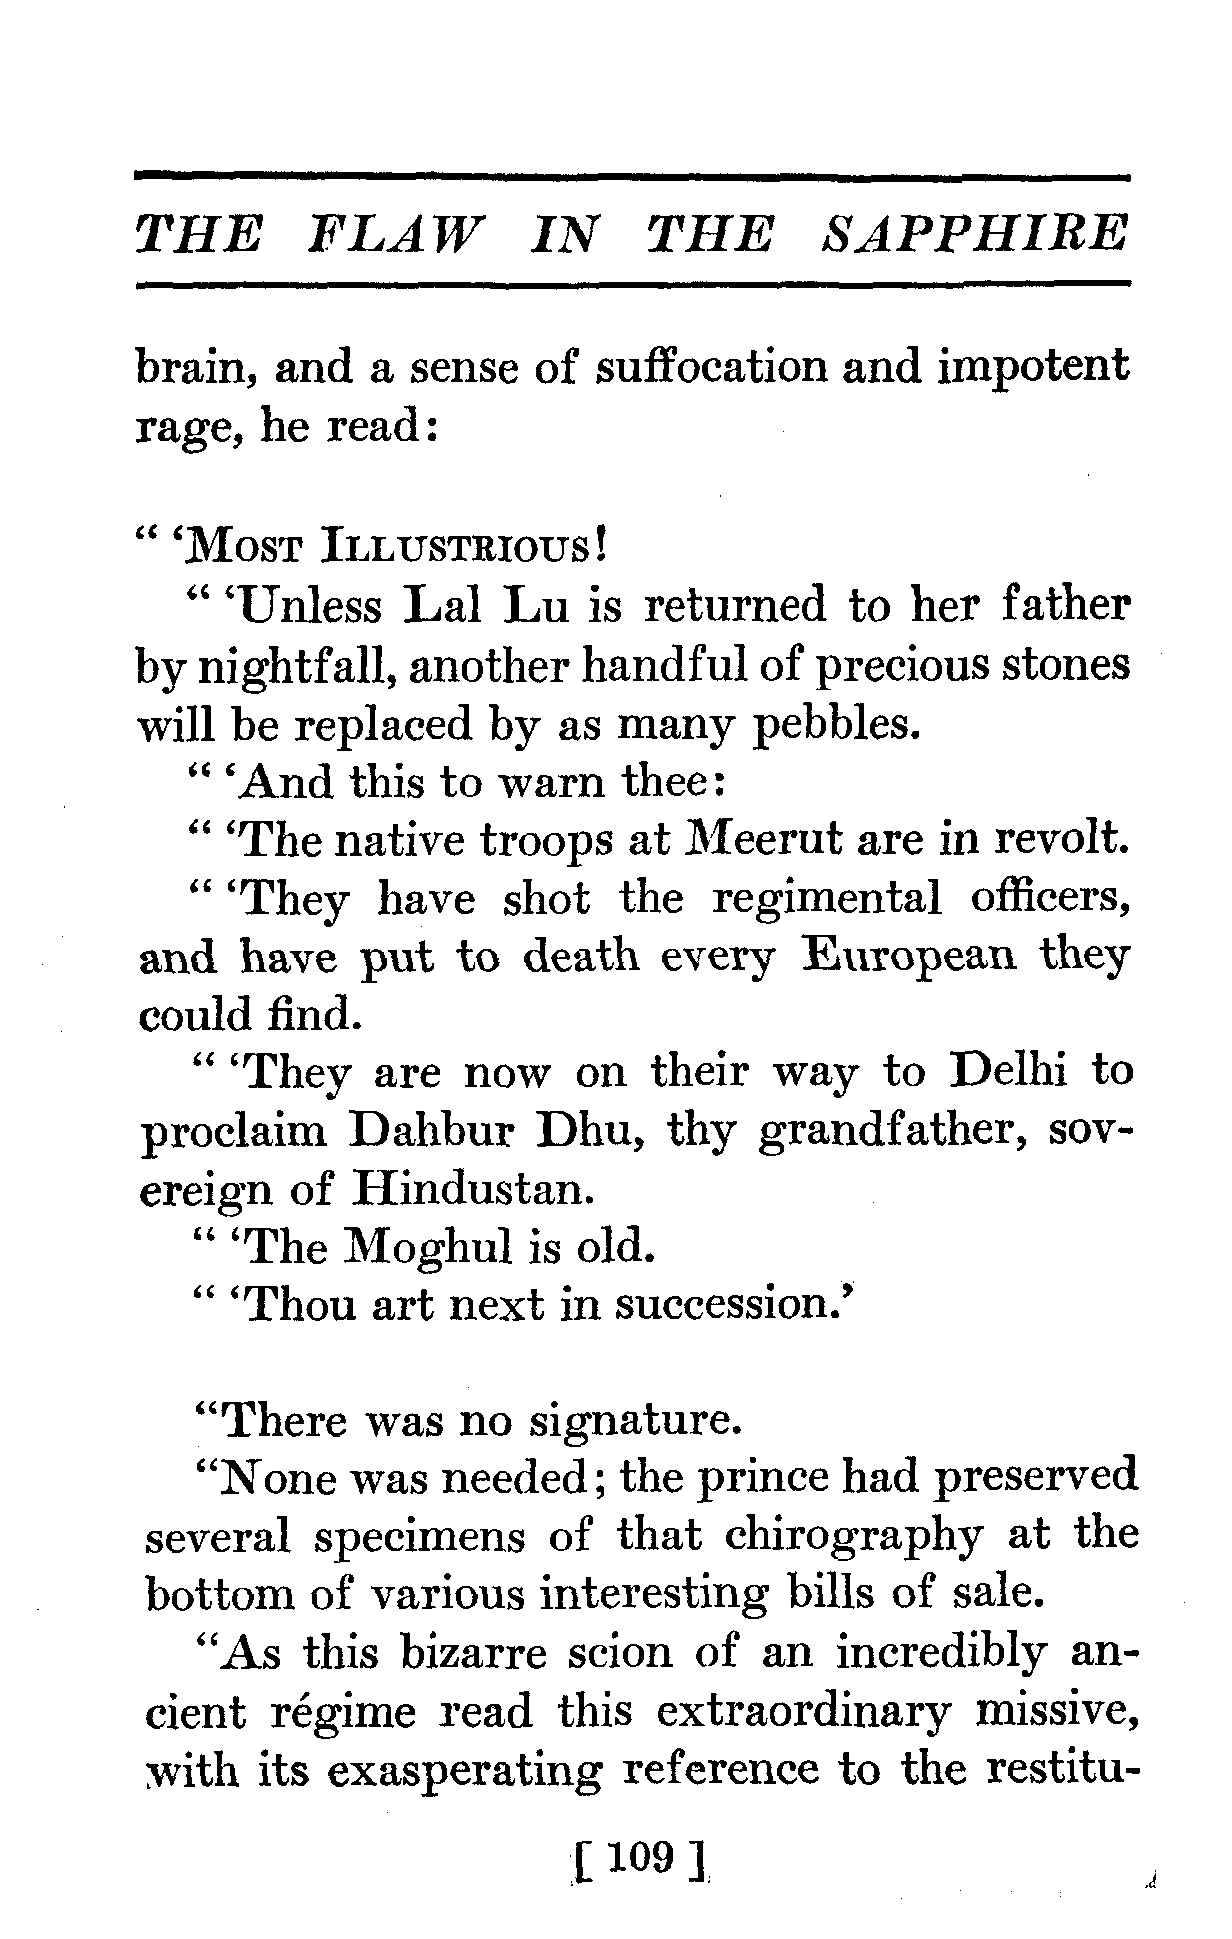 THE FLAW IN THE SAPPHIRE
brain, and a sense of suffocation and impotent
rage, he read:
" 'MOST ILLUSTRIOUS!
" 'Unless Lal Lu is returned to her father
by nightfall, another handful of precious stones
will be replaced by as many pebbles.
" 'And this to warn thee:
" 'The native troops at Meerut are in revolt.
" 'They have shot the regimental officers,
and have put to death every European they
could find.
" 'They are now on their way to Delhi to
proclaim Dahbur Dhu, thy grandfather, sov-
ereign of Hindustan.
" 'The Moghul is old.
" 'Thou art next in succession.'
"There was no signature.
"None was needed; the prince had preserved
several specimens of that chirography at the
bottom of various interesting bills of sale.
"As this bizarre scion of an incredibly an-
cient régime read this extraordinary missive,
with its exasperating reference to the restitu-
[ 109 ]